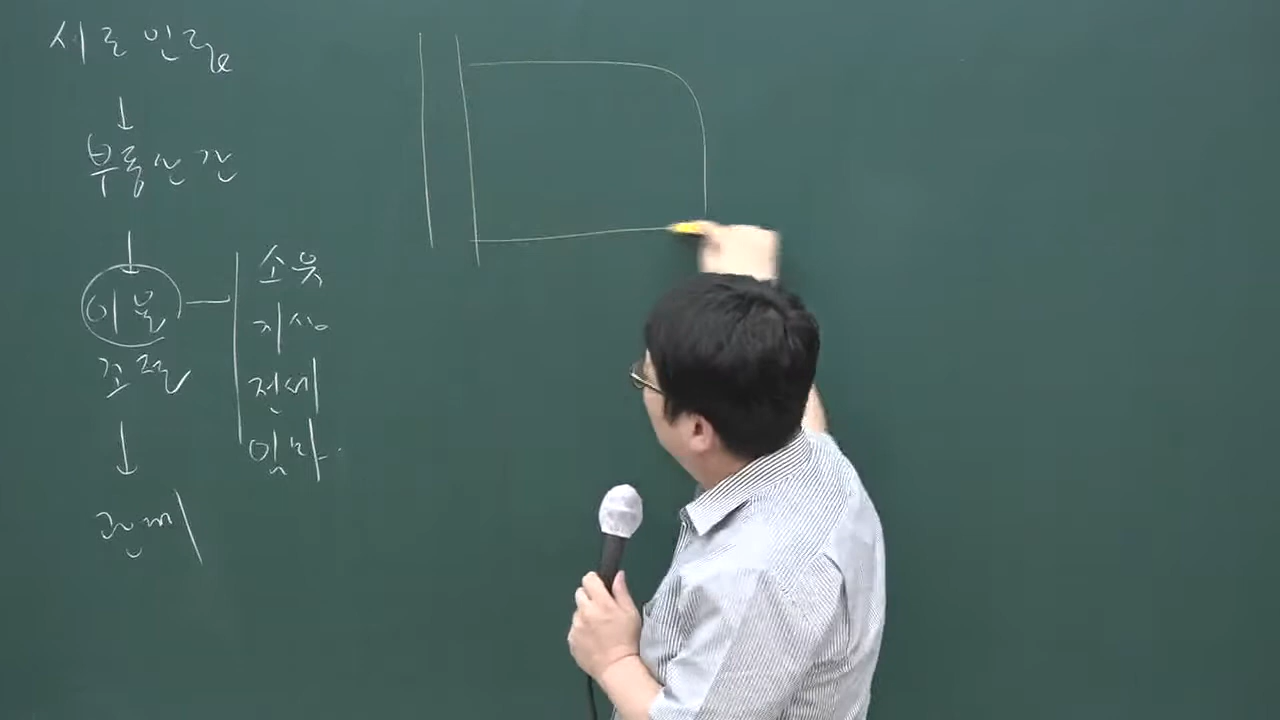 서로 인접
부동산 간
이용
조절
관계
소유
지상
전세
임차